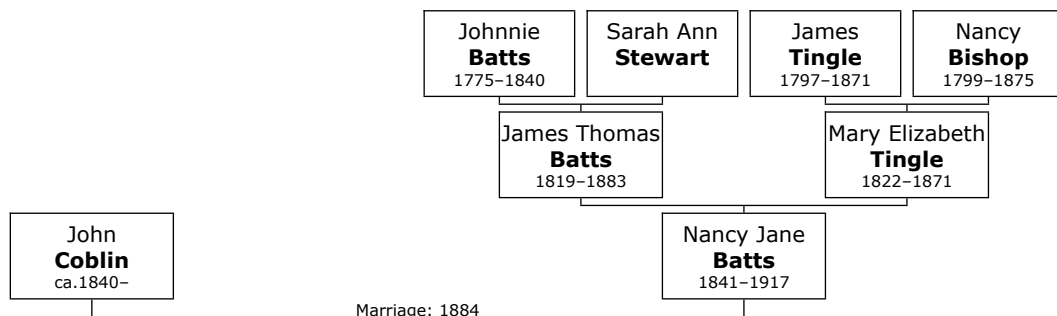 Johnnie
Batts
1775–1840
Sarah Ann
Stewart
James
Tingle
1797–1871
Nancy
Bishop
1799–1875
James Thomas
Batts
1819–1883
Mary Elizabeth
Tingle
1822–1871
John
Coblin
ca.1840–
Nancy Jane
Batts
1841–1917
Marriage: 1884